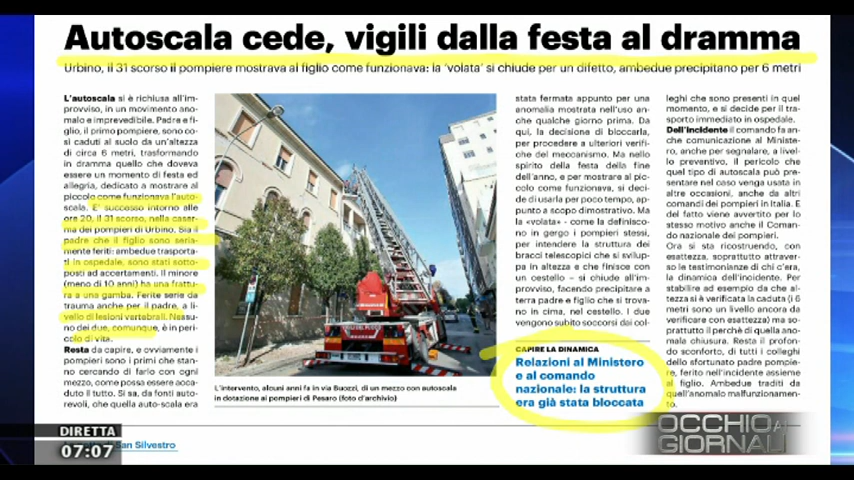 Autoscala cede, vigili dalla festa al dramma
Urbino, il 31 scorso il pompiere mostrava al figlio come funzionava: la 'volata' si chiude per un difetto, ambedue precipitano per 6 metri
L'autoscala si è richiusa all'im-
provviso, in un movimento ano-
malo e imprevedibile. Padre e fi-
glio, il primo pompiere, sono co-
sì caduti al suolo da un'altezza
di circa 6 metri, trasformando
in dramma quello che doveva
essere un momento di festa ed
allegria, dedicato a mostrare al
piccolo come funzionava l'auto-
scala. E' successo intorno alle
ore 20, il 31 scorso, nella caser-
ma dei pompieri di Urbino. Sia il
padre che il figlio sono seria-
mente feriti: ambedue trasporta-
ti in ospedale, sono stati sotto-
posti ad accertamenti. Il minore
(meno di 10 anni) ha una frattu-
ra a una gamba. Ferite serie da
trauma anche per il padre, a li-
vello di lesioni vertebrali. Nessu-
no dei due, comunque, è in peri-
colo di vita.
Resta da capire, e ovviamente i
pompieri sono i primi che stan-
no cercando di farlo con ogni
mezzo, come possa essere acca-
duto il tutto. Si sa, da fonti auto-
revoli, che quella auto-scala era
L'intervento, alcuni anni fa in via Buozzi, di un mezzo con autoscala
in dotazione ai pompieri di Pesaro (foto d'archivio)
stata fermata appunto per una
anomalia mostrata nell'uso an-
che qualche giorno prima. Da
qui, la decisione di bloccarla,
per procedere a ulteriori verifi-
che del meccanismo. Ma nello
spirito della festa della fine
dell'anno, e per mostrare al pic-
colo come funzionava, si deci-
de di usarla per poco tempo, ap-
punto a scopo dimostrativo. Ma
la «volata» - come la definisco-
no in gergo i pompieri stessi,
per intendere la struttura dei
bracci telescopici che si svilup-
pa in altezza e che finisce con
un cestello – si chiude all'im-
provviso, facendo precipitare a
terra padre e figlio che si trova-
no in cima, nel cestello. I due
vengono subito soccorsi dai col-
CAPIRE LA DINAMICA
Relazioni al Ministero
e al comando
nazionale: la struttura
era già stata bloccata
leghi che sono presenti in quel
momento, e si decide per il tra-
sporto immediato in ospedale.
Dell'incidente il comando fa an-
che comunicazione al Ministe-
ro, anche per segnalare, a livel-
lo preventivo, il pericolo che
quel tipo di autoscala può pre-
sentare nel caso venga usata in
altre occasioni, anche da altri
comandi dei pompieri in Italia. E
del fatto viene avvertito per lo
stesso motivo anche il Coman-
do nazionale dei pompieri.
Ora si sta ricostruendo, con
esattezza, soprattutto attraver-
so le testimonianze di chi c'era,
la dinamica dell'incidente. Per
stabilire ad esempio da che al-
tezza si è verificata la caduta (i 6
metri sono un livello ancora da
verificare con esattezza) ma so-
prattutto il perchè di quella ano-
mala chiusura. Resta il profon-
do sconforto, di tutti i colleghi
dello sfortunato padre pompie-
re, ferito nell'incidente assieme
al figlio. Ambedue traditi da
quell'anomalo malfunzionamen-
to.
San Silvestro
DIRETTA
07:07
OCCHIO AI
GIORNALI